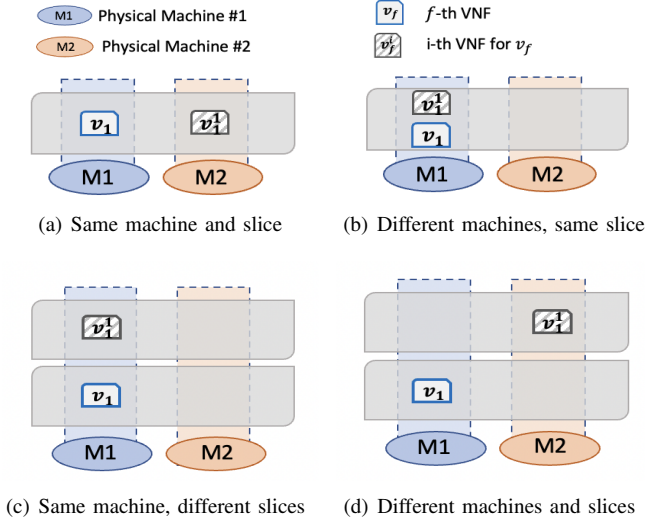 M1 Physical Machine #1
M2 Physical Machine #2
v_f f-th VNF
v_f^i i-th VNF for v_f
v_1 v_1^1
M1 M2
(a) Same machine and slice
v_1^1
v_1
M1 M2
(b) Different machines, same slice
v_1^1
v_1
M1 M2
(c) Same machine, different slices
v_1^1
v_1
M1 M2
(d) Different machines and slices